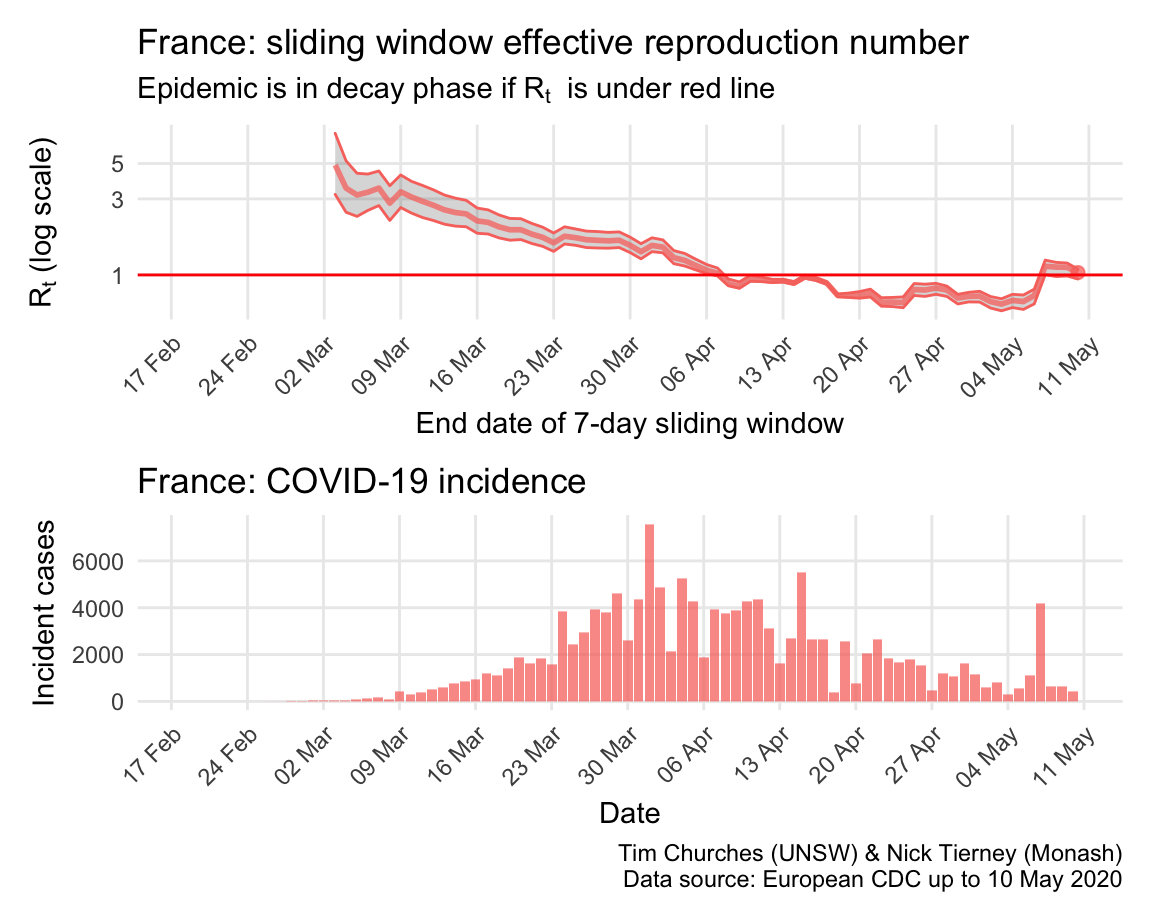 France: sliding window effective reproduction number
Epidemic is in decay phase if Rt is under red line
Rt (log scale)
5
3
1
17 Feb
24 Feb
02 Mar
09 Mar
16 Mar
23 Mar
30 Mar
06 Apr
13 Apr
20 Apr
27 Apr
04 May
11 May
End date of 7-day sliding window
France: COVID-19 incidence
Incident cases
6000
4000
2000
0
17 Feb
24 Feb
02 Mar
09 Mar
16 Mar
23 Mar
30 Mar
06 Apr
13 Apr
20 Apr
27 Apr
04 May
11 May
Date
Tim Churches (UNSW) & Nick Tierney (Monash)
Data source: European CDC up to 10 May 2020